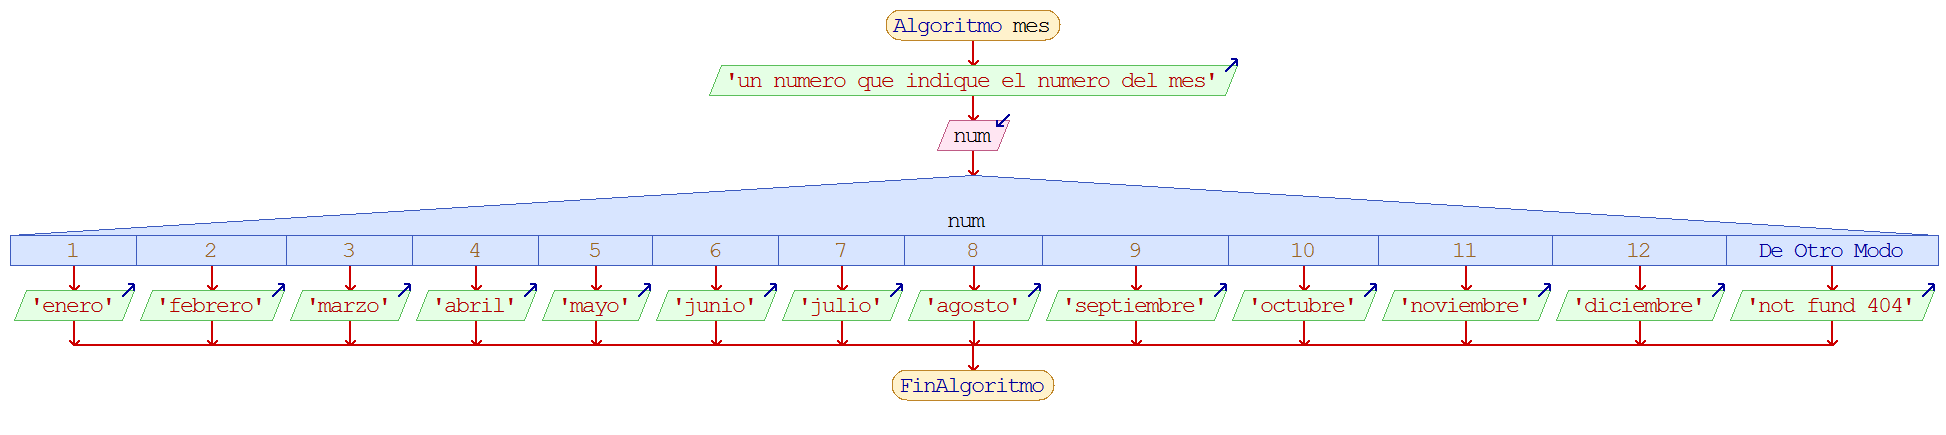 Algoritmo mes
'un numero que indique el numero del mes'
num
num
1 2 3 4 5 6 7 8 9 10 11 12 De Otro Modo
'enero' 'febrero' 'marzo' 'abril' 'mayo' 'junio' 'julio' 'agosto' 'septiembre' 'octubre' 'noviembre' 'diciembre' 'not fund 404'
FinAlgoritmo